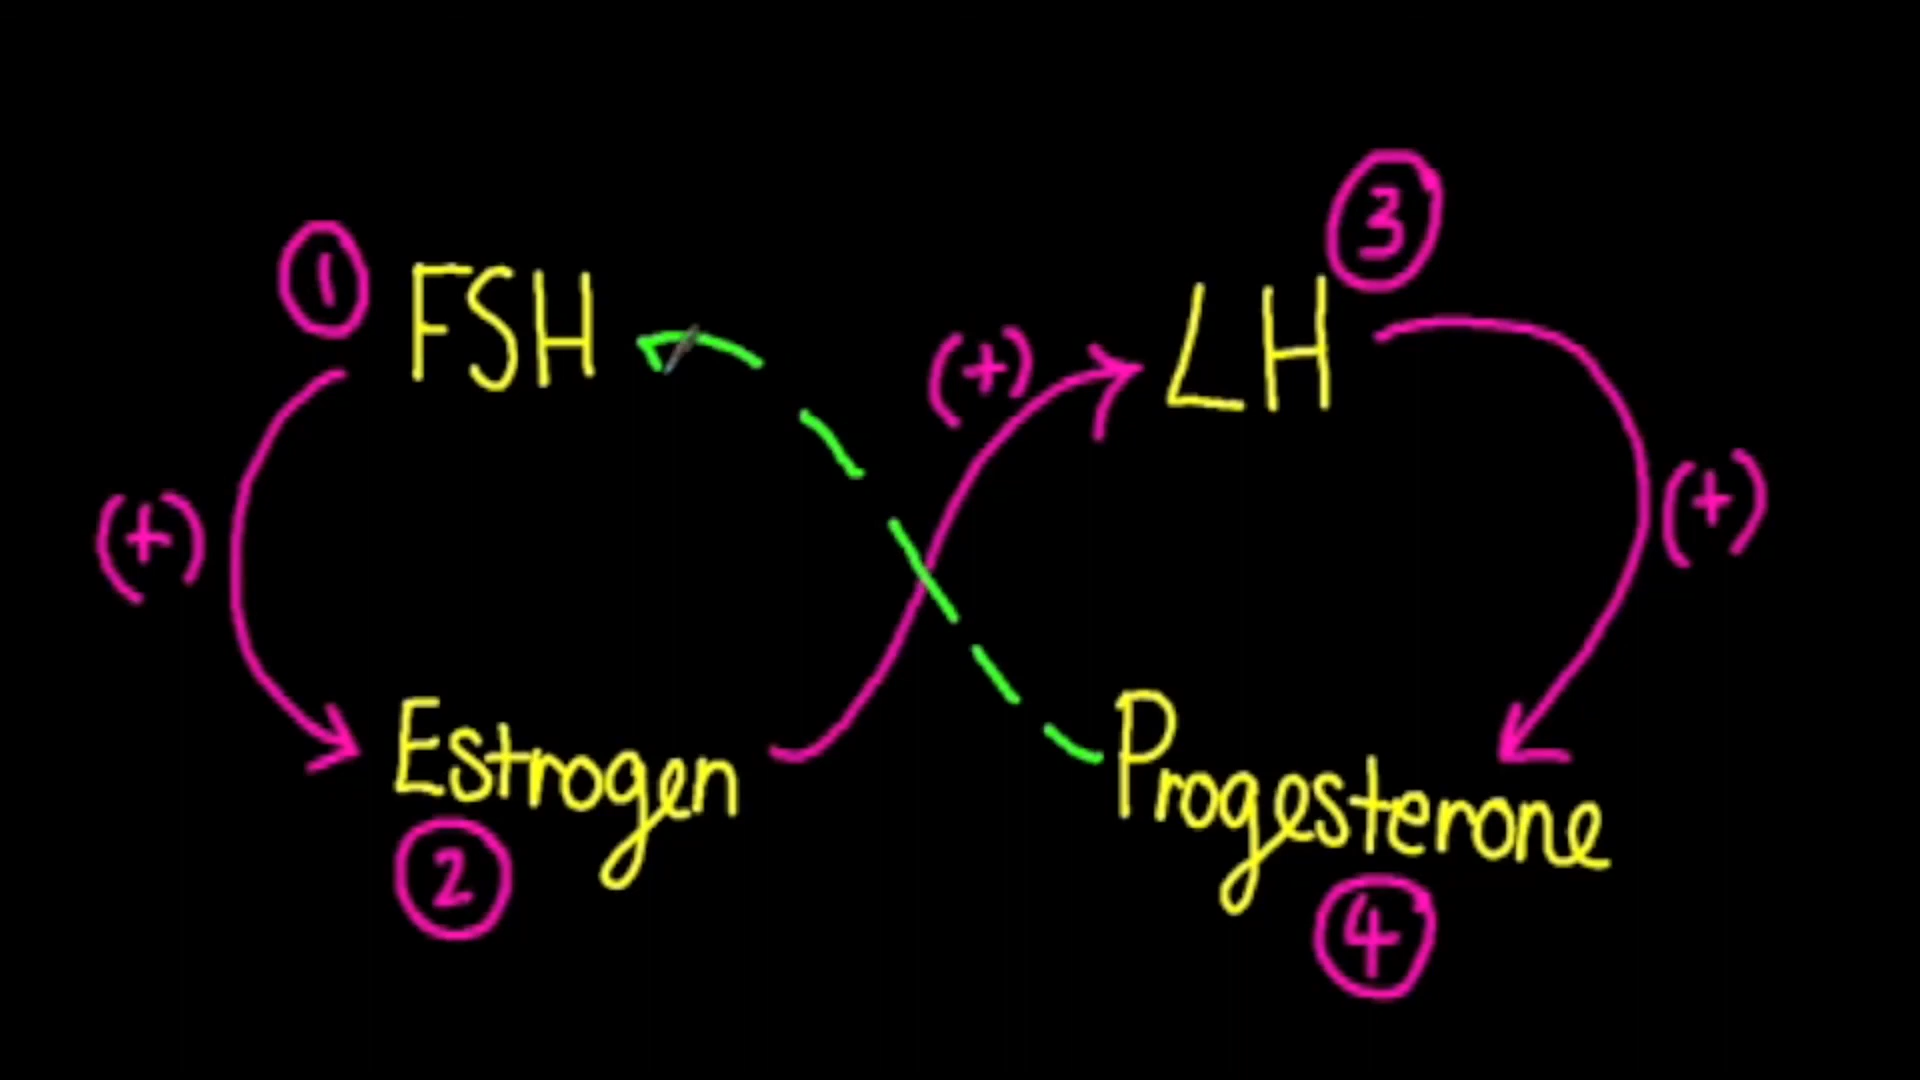 ① FSH
LH ③
(+)
(+)
(+)
Estrogen
②
Progesterone
④